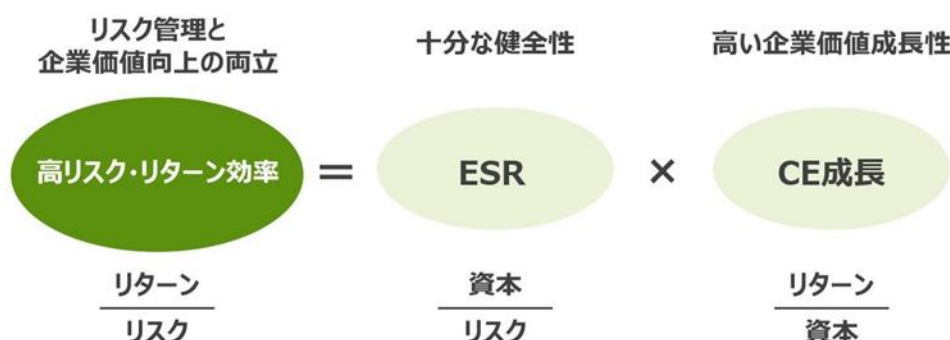 リスク管理と
企業価値向上の両立
十分な健全性
高い企業価値成長性
高リスク・リターン効率
=
ESR
×
CE成長
リターン
リスク
資本
リスク
リターン
資本